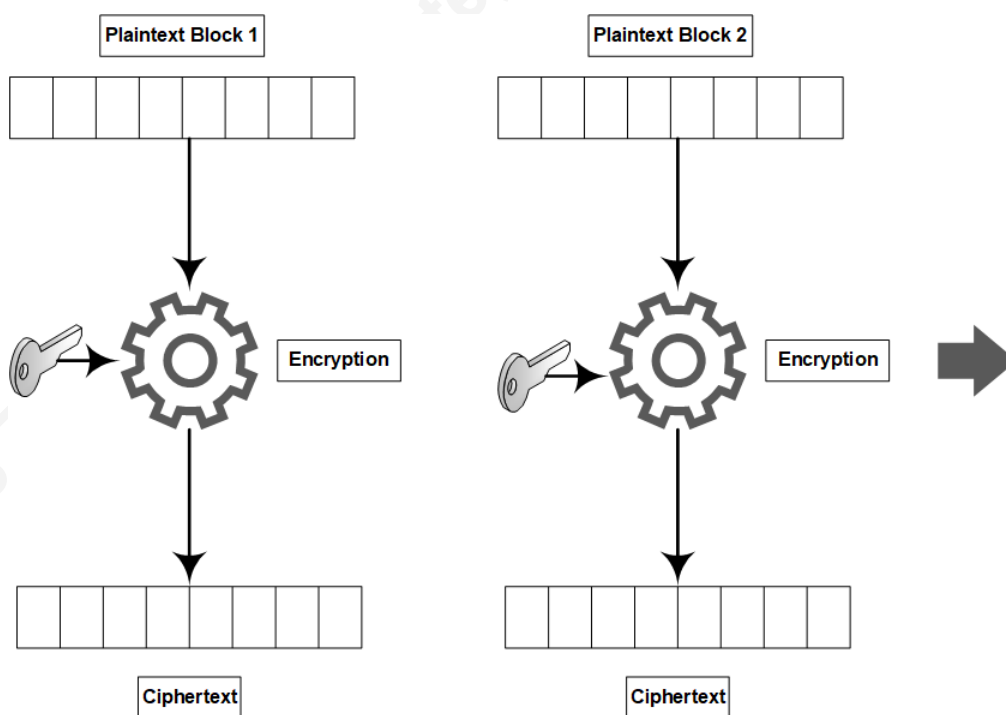 Plaintext Block 1
Plaintext Block 2
Encryption
Encryption
Ciphertext
Ciphertext